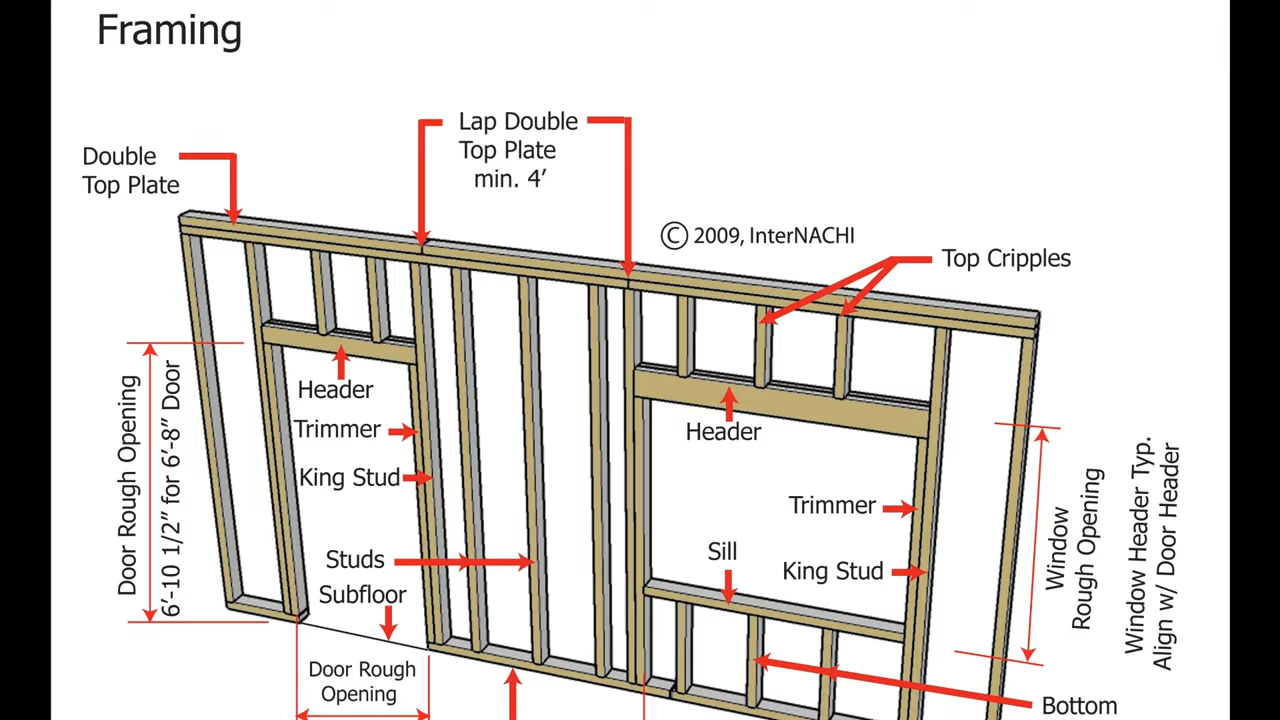 Framing
Lap Double
Top Plate
min. 4’
Double
Top Plate
© 2009, InterNACHI
Top Cripples
Header
Trimmer
King Stud
Header
Trimmer
Sill
King Stud
Studs
Subfloor
Door Rough Opening
6’-10 1/2” for 6’-8” Door
Window
Rough Opening
Window Header Typ.
Align w/ Door Header
Door Rough
Opening
Bottom